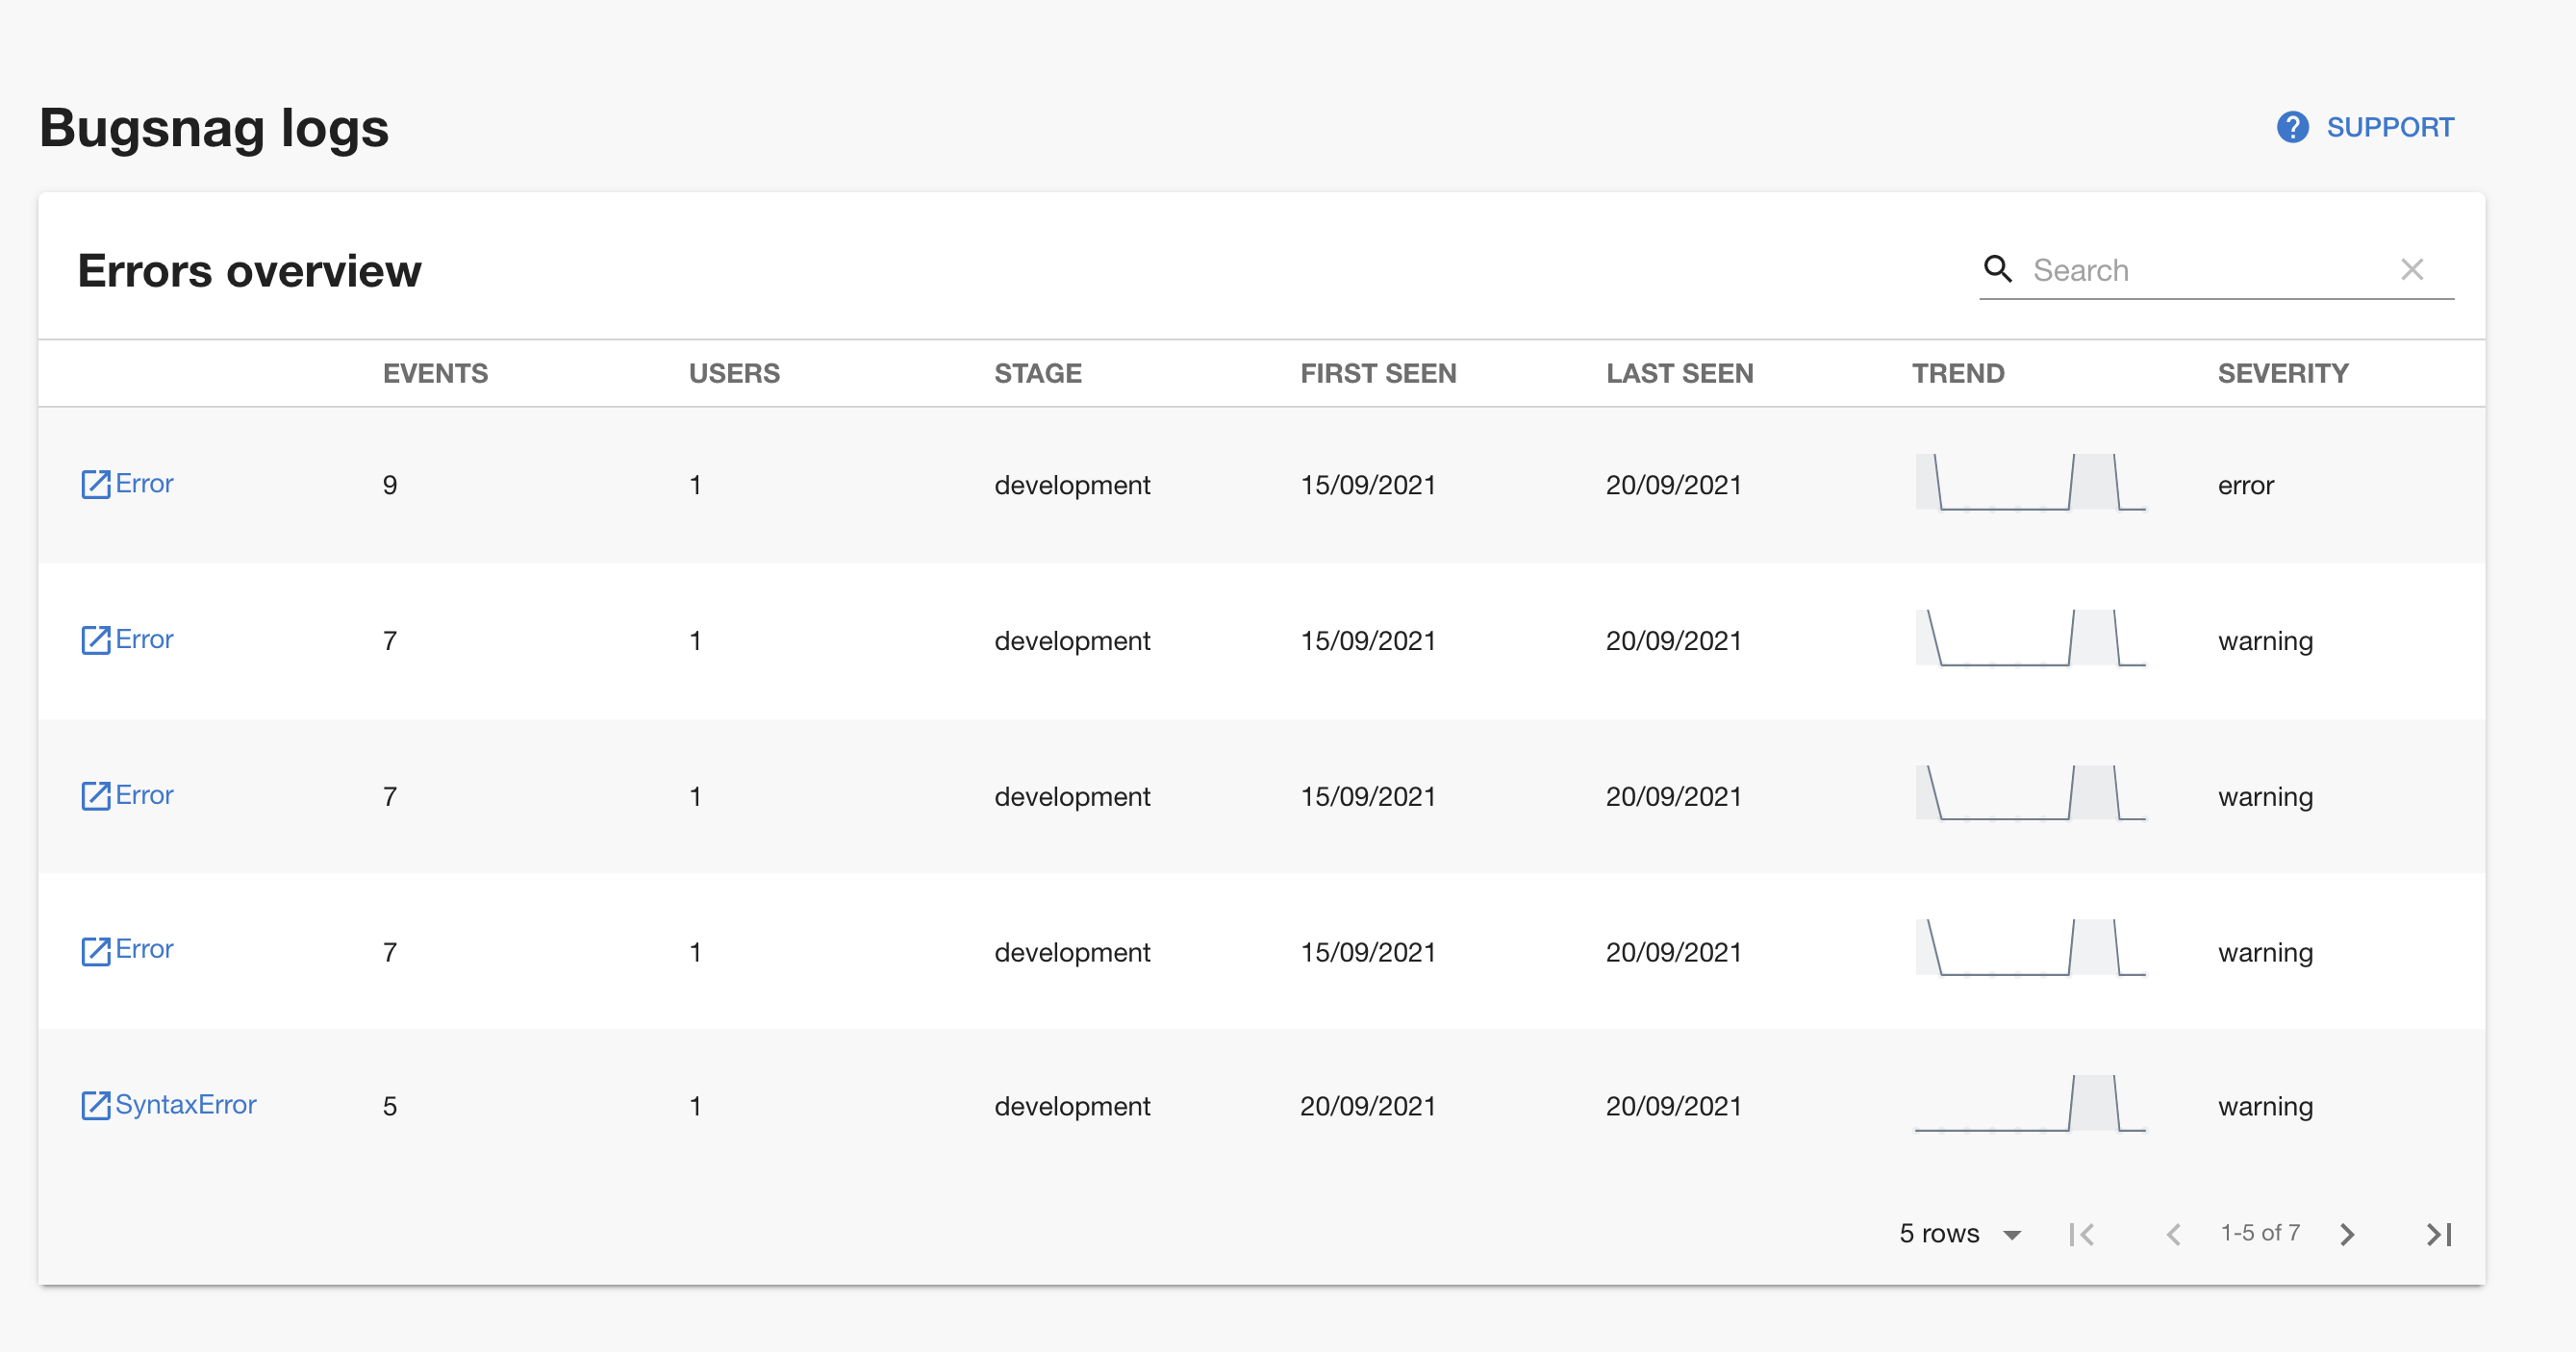 Bugsnag logs
SUPPORT
Errors overview
Search
EVENTS USERS STAGE FIRST SEEN LAST SEEN TREND SEVERITY
Error 9 1 development 15/09/2021 20/09/2021 error
Error 7 1 development 15/09/2021 20/09/2021 warning
Error 7 1 development 15/09/2021 20/09/2021 warning
Error 7 1 development 15/09/2021 20/09/2021 warning
SyntaxError 5 1 development 20/09/2021 20/09/2021 warning
5 rows 1-5 of 7